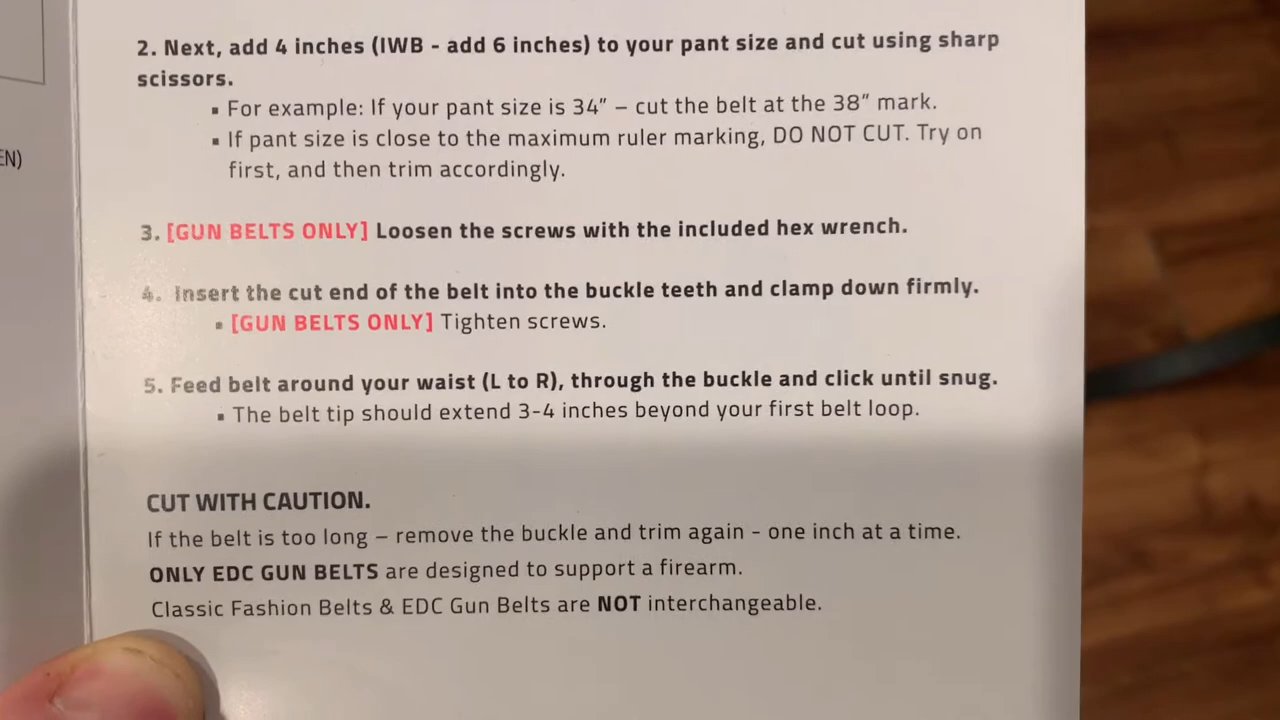 2. Next, add 4 inches (IWB - add 6 inches) to your pant size and cut using sharp
scissors.
▪ For example: If your pant size is 34” – cut the belt at the 38” mark.
▪ If pant size is close to the maximum ruler marking, DO NOT CUT. Try on
first, and then trim accordingly.
EN)
3. [GUN BELTS ONLY] Loosen the screws with the included hex wrench.
4. Insert the cut end of the belt into the buckle teeth and clamp down firmly.
▪ [GUN BELTS ONLY] Tighten screws.
5. Feed belt around your waist (L to R), through the buckle and click until snug.
▪ The belt tip should extend 3-4 inches beyond your first belt loop.
CUT WITH CAUTION.
If the belt is too long – remove the buckle and trim again - one inch at a time.
ONLY EDC GUN BELTS are designed to support a firearm.
Classic Fashion Belts & EDC Gun Belts are NOT interchangeable.